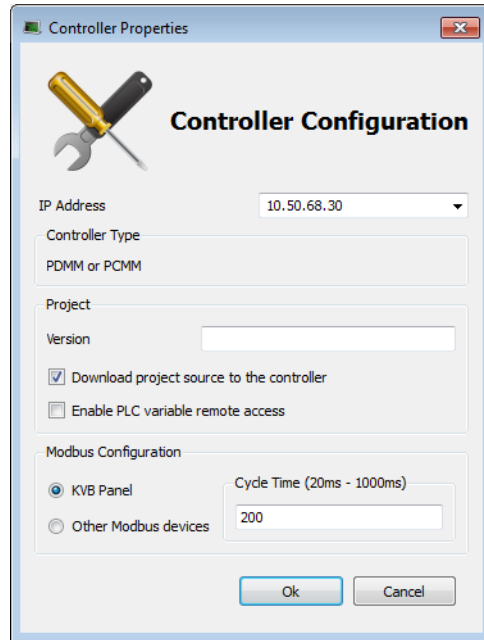 Controller Properties
Controller Configuration
IP Address 10.50.68.30
Controller Type
PDMM or PCMM
Project
Version
Download project source to the controller
Enable PLC variable remote access
Modbus Configuration
KVB Panel
Cycle Time (20ms - 1000ms)
200
Other Modbus devices
Ok Cancel